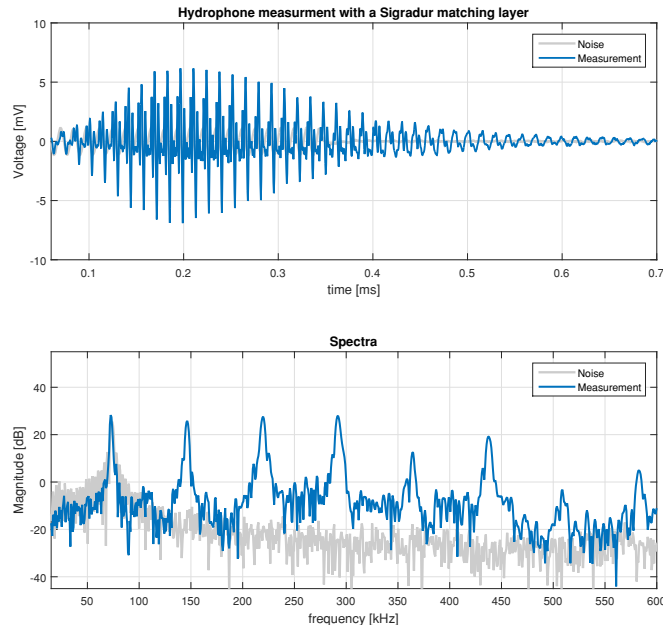 Hydrophone measurment with a Sigradur matching layer
10
5
0
-5
-10
Voltage [mV]
Noise
Measurement
0.1 0.2 0.3 0.4 0.5 0.6 0.7
time [ms]
Spectra
40
20
0
-20
-40
Magnitude [dB]
Noise
Measurement
50 100 150 200 250 300 350 400 450 500 550 600
frequency [kHz]